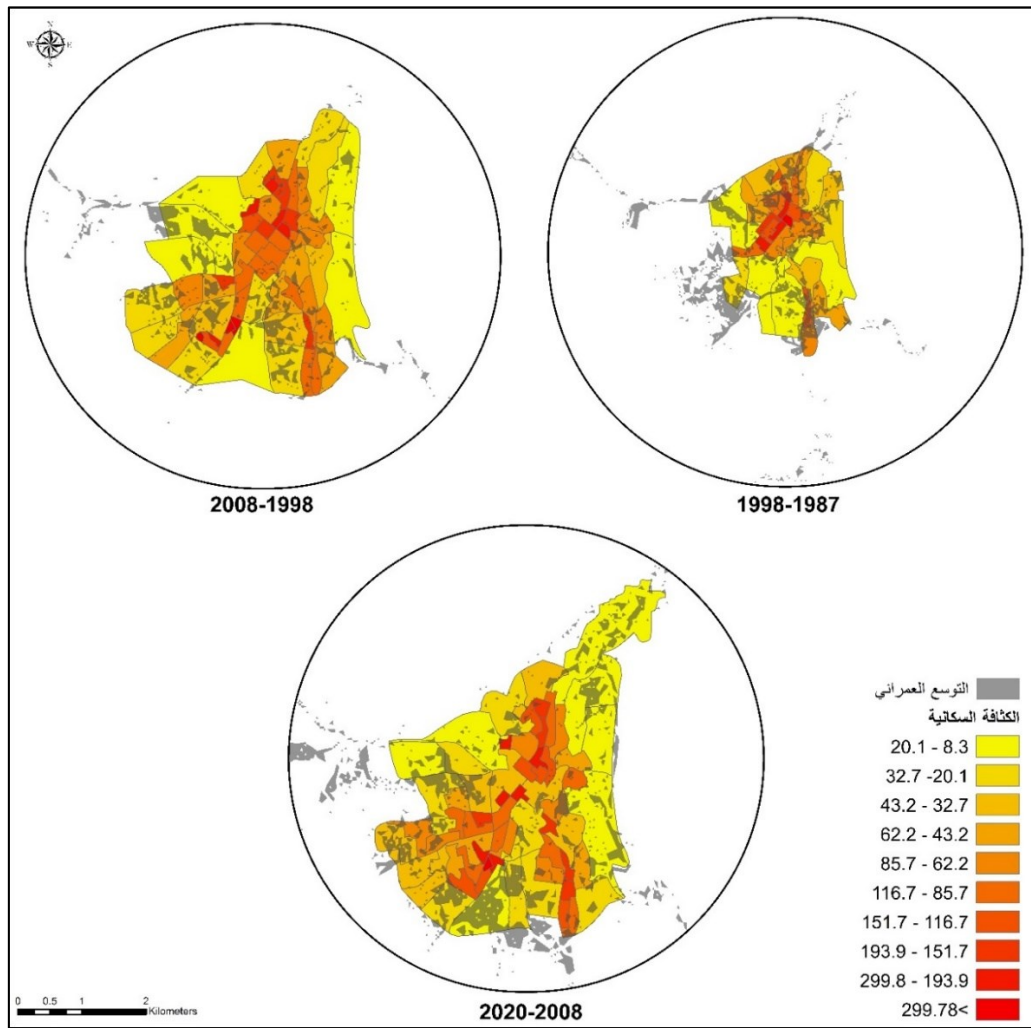 N
W E
S
2008-1998
1998-1987
2020-2008
التوسع العمراني
الكثافة السكانية
20.1 - 8.3
32.7 -20.1
43.2 - 32.7
62.2 - 43.2
85.7 - 62.2
116.7 - 85.7
151.7 - 116.7
193.9 - 151.7
299.8 - 193.9
299.78<
0 0.5 1 2
Kilometers